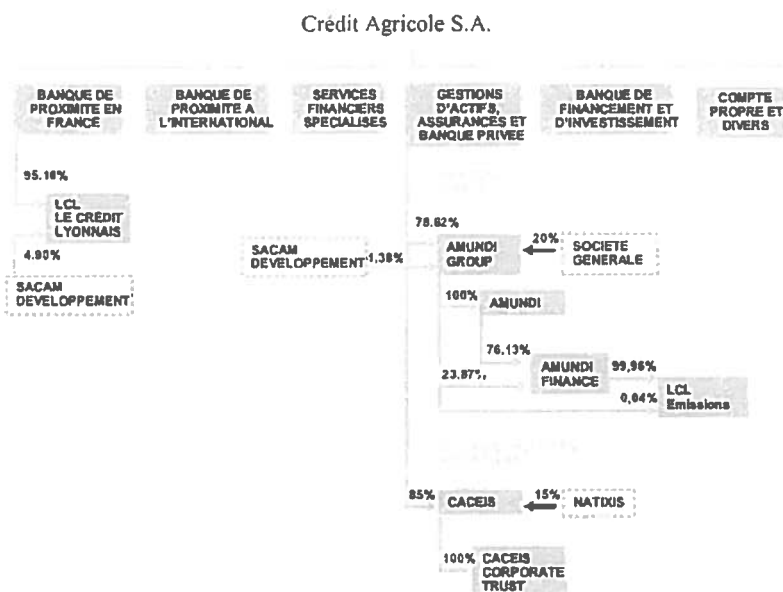 Crédit Agricole S.A.
BANQUE DE
PROXIMITE EN
FRANCE
BANQUE DE
PROXIMITE A
L'INTERNATIONAL
SERVICES
FINANCIERS
SPECIALISES
GESTIONS
D'ACTIFS,
ASSURANCES ET
BANQUE PRIVEE
BANQUE DE
FINANCEMENT ET
D'INVESTISSEMENT
COMPTE
PROPRE ET
DIVERS
95.10%
LCL
LE CRÉDIT
LYONNAIS
4.90%
SACAM
DEVELOPPEMENT
78.62%
SACAM
DEVELOPPEMENT
1,38%
AMUNDI
GROUP
20%
SOCIETE
GENERALE
100%
AMUNDI
76.13%
23.87%
AMUNDI
FINANCE
99,96%
0,04%
LCL
Emissions
85%
CACEIS
15%
NATIXIS
100%
CACEIS
CORPORATE
TRUST